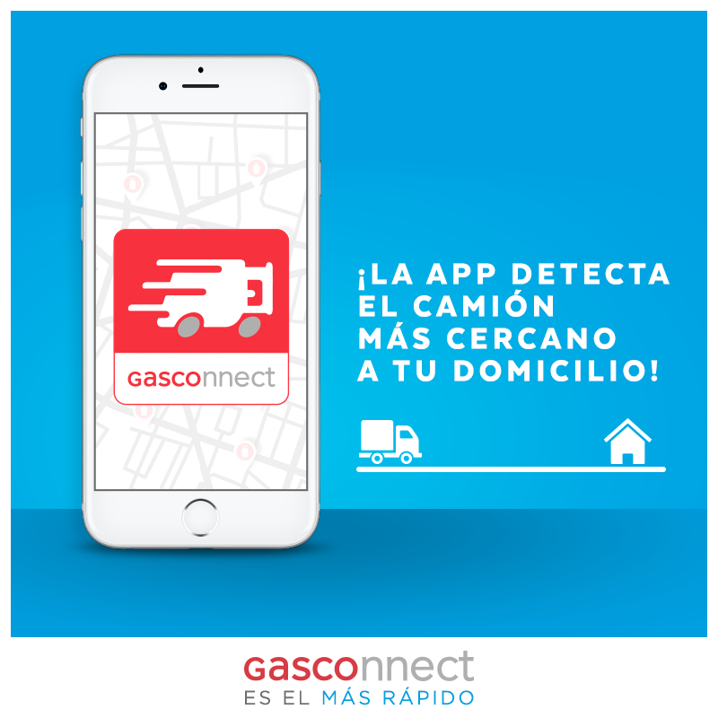 GASCOnnect
¡LA APP DETECTA
EL CAMIÓN
MÁS CERCANO
A TU DOMICILIO!
GASCOnnect
ES EL MÁS RÁPIDO